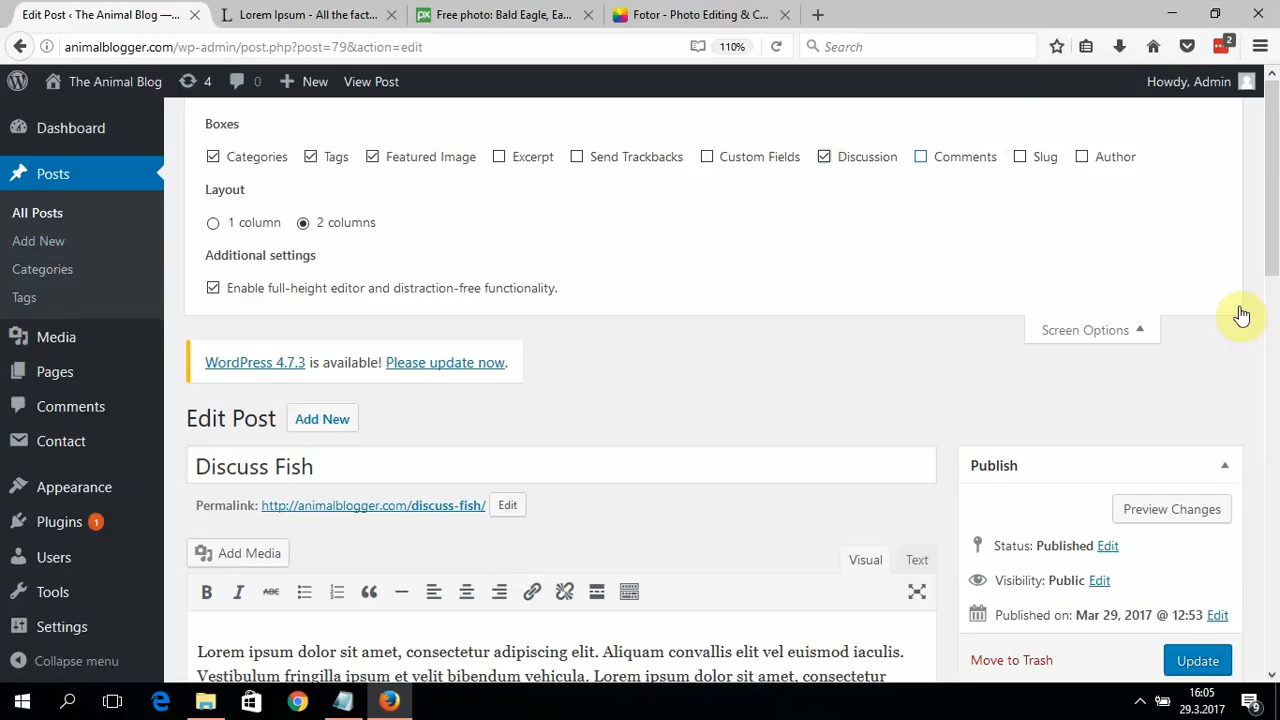 Edit Post ‹ The Animal Blog —...
Lorem Ipsum - All the fact...
Free photo: Bald Eagle, Ea...
Fotor - Photo Editing & C...
animalblogger.com/wp-admin/post.php?post=79&action=edit
110%
Search
2
The Animal Blog
4
0
New
View Post
Howdy, Admin
Dashboard
Posts
All Posts
Add New
Categories
Tags
Media
Pages
Comments
Contact
Appearance
Plugins 1
Users
Tools
Settings
Collapse menu
Boxes
Categories Tags Featured Image Excerpt Send Trackbacks Custom Fields Discussion Comments Slug Author
Layout
1 column 2 columns
Additional settings
Enable full-height editor and distraction-free functionality.
Screen Options
WordPress 4.7.3 is available! Please update now.
Edit Post Add New
Discuss Fish
Permalink: http://animalblogger.com/discuss-fish/ Edit
Add Media
Visual Text
B I ABC
Lorem ipsum dolor sit amet, consectetur adipiscing elit. Aliquam convallis elit vel euismod iaculis.
Vestibulum fringilla ipsum et velit bibendum vehicula. Lorem ipsum dolor sit amet, consectetur
Publish
Preview Changes
Status: Published Edit
Visibility: Public Edit
Published on: Mar 29, 2017 @ 12:53 Edit
Move to Trash
Update
16:05
29.3.2017
9